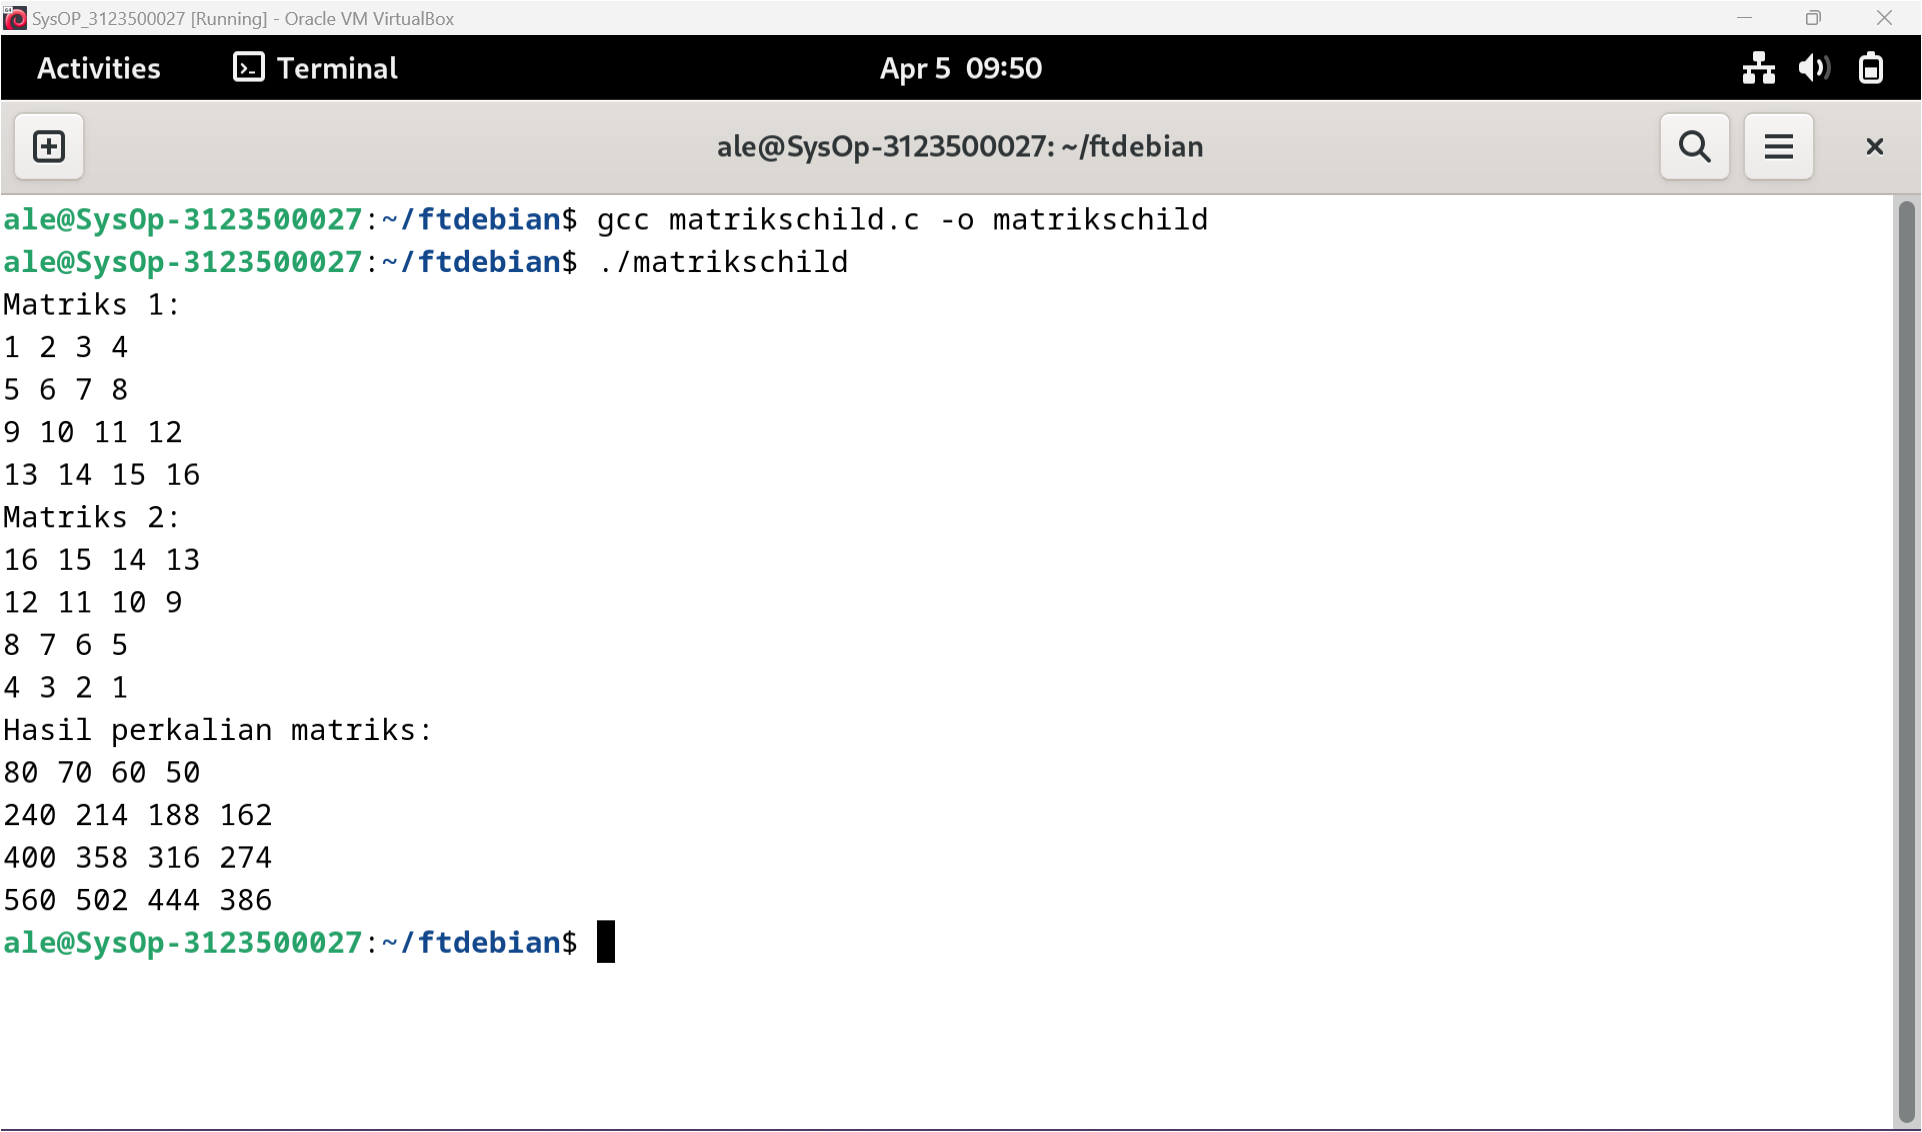 SysOP_3123500027 [Running] - Oracle VM VirtualBox
Activities Terminal Apr 5 09:50
ale@SysOp-3123500027: ~/ftdebian
ale@SysOp-3123500027:~/ftdebian$ gcc matrikschild.c -o matrikschild
ale@SysOp-3123500027:~/ftdebian$ ./matrikschild
Matriks 1:
1 2 3 4
5 6 7 8
9 10 11 12
13 14 15 16
Matriks 2:
16 15 14 13
12 11 10 9
8 7 6 5
4 3 2 1
Hasil perkalian matriks:
80 70 60 50
240 214 188 162
400 358 316 274
560 502 444 386
ale@SysOp-3123500027:~/ftdebian$